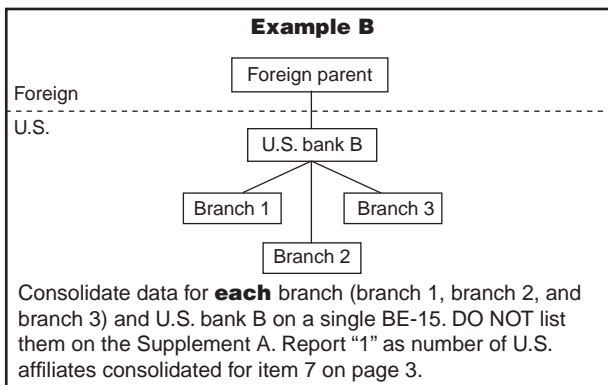 Example B
Foreign parent
Foreign
U.S.
U.S. bank B
Branch 1
Branch 3
Branch 2
Consolidate data for each branch (branch 1, branch 2, and
branch 3) and U.S. bank B on a single BE-15. DO NOT list
them on the Supplement A. Report “1” as number of U.S.
affiliates consolidated for item 7 on page 3.